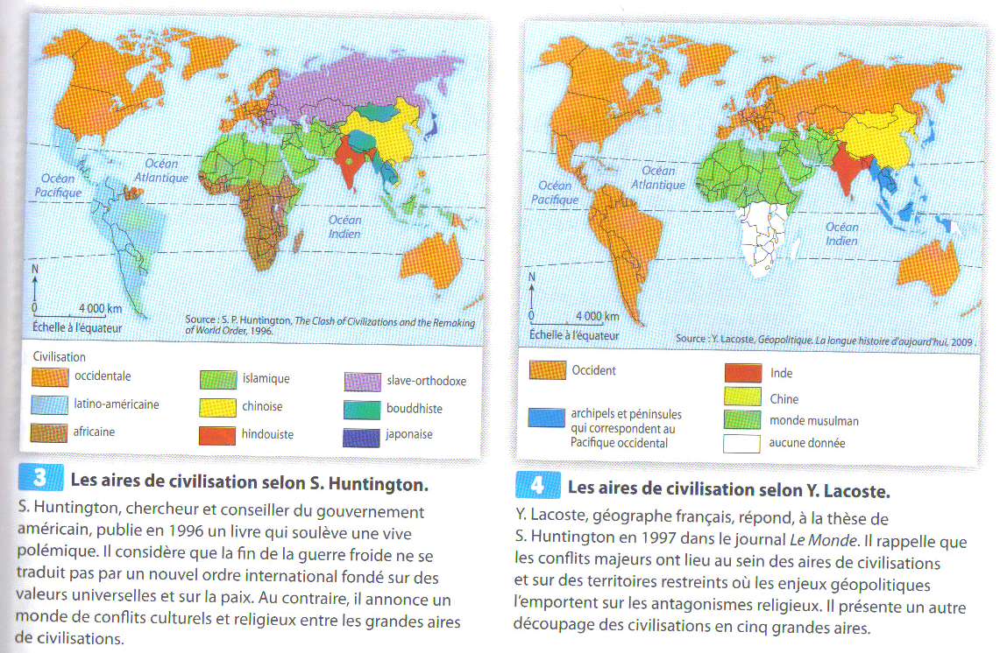 Océan
Pacifique
Océan
Atlantique
Océan
Indien
N
0 4 000 km
Échelle à l'équateur
Source : S. P. Huntington, The Clash of Civilizations and the Remaking
of World Order, 1996.
Civilisation
occidentale
latino-américaine
africaine
islamique
chinoise
hindouiste
slave-orthodoxe
bouddhiste
japonaise
3 Les aires de civilisation selon S. Huntington.
S. Huntington, chercheur et conseiller du gouvernement
américain, publie en 1996 un livre qui soulève une vive
polémique. Il considère que la fin de la guerre froide ne se
traduit pas par un nouvel ordre international fondé sur des
valeurs universelles et sur la paix. Au contraire, il annonce un
monde de conflits culturels et religieux entre les grandes aires
de civilisations.
Océan
Pacifique
Océan
Atlantique
Océan
Indien
N
0 4 000 km
Échelle à l'équateur
Source : Y. Lacoste, Géopolitique. La longue histoire d'aujourd'hui, 2009.
Occident
archipels et péninsules
qui correspondent au
Pacifique occidental
Inde
Chine
monde musulman
aucune donnée
4 Les aires de civilisation selon Y. Lacoste.
Y. Lacoste, géographe français, répond, à la thèse de
S. Huntington en 1997 dans le journal Le Monde. Il rappelle que
les conflits majeurs ont lieu au sein des aires de civilisations
et sur des territoires restreints où les enjeux géopolitiques
l'emportent sur les antagonismes religieux. Il présente un autre
découpage des civilisations en cinq grandes aires.